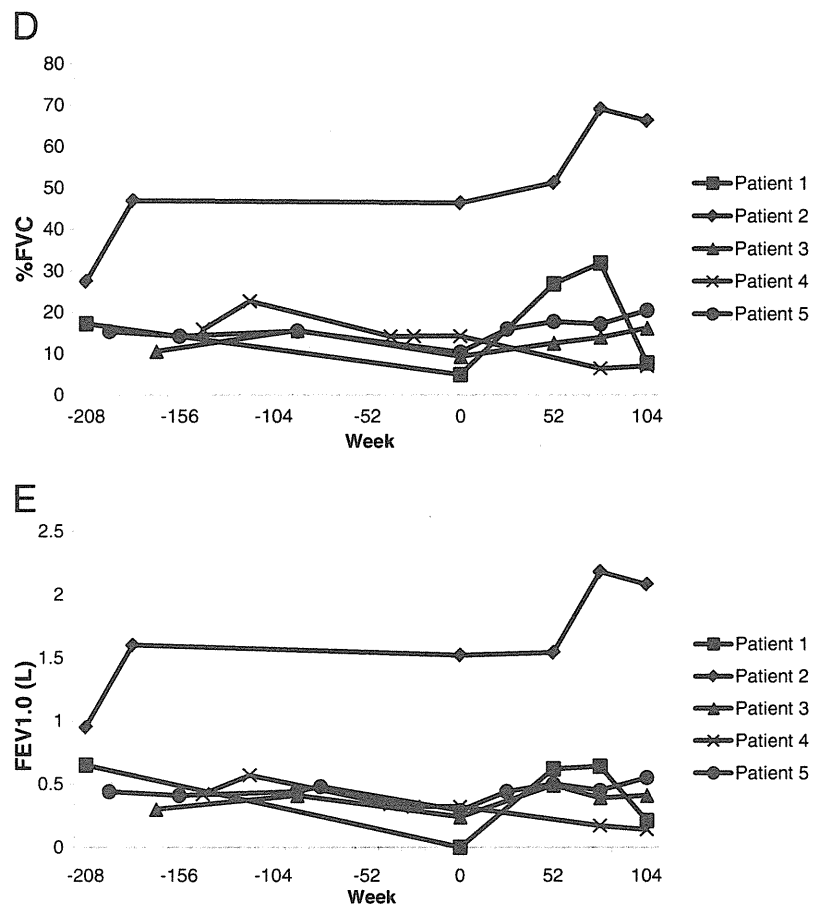 D
80
70
60
50
40
30
20
10
0
%FVC
-208 -156 -104 -52 0 52 104
Week
Patient 1
Patient 2
Patient 3
Patient 4
Patient 5
E
2.5
2
1.5
1
0.5
0
FEV1.0 (L)
-208 -156 -104 -52 0 52 104
Week
Patient 1
Patient 2
Patient 3
Patient 4
Patient 5